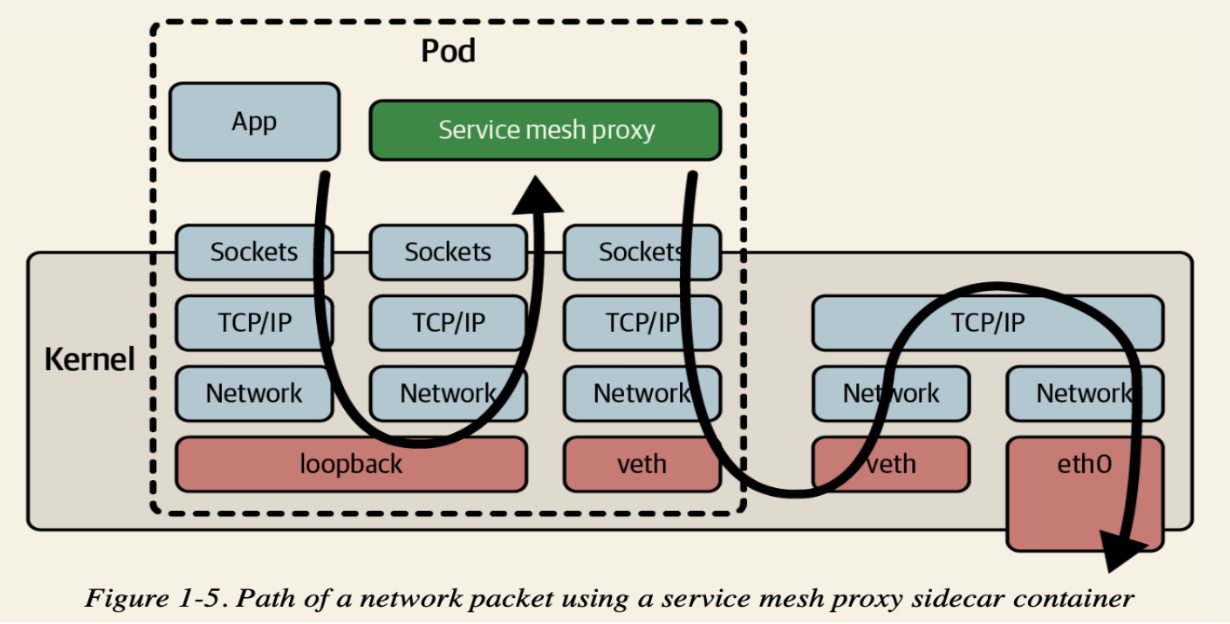 Pod
App
Service mesh proxy
Sockets Sockets Sockets
TCP/IP TCP/IP TCP/IP TCP/IP
Kernel
Network Network Network Network Network
loopback veth veth eth0
Figure 1-5. Path of a network packet using a service mesh proxy sidecar container